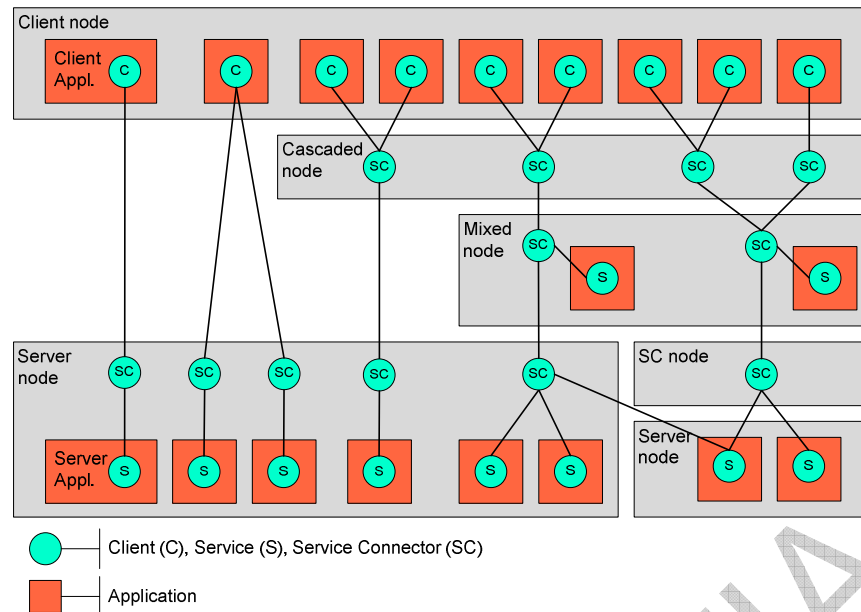 Client node
Client
Appl.
C C C C C C C C C
Cascaded
node
SC SC SC SC
Mixed
node
SC S SC S
Server
node
SC SC SC SC SC
SC node
SC
Server
Appl.
S S S S S S
Server
node
S S
Client (C), Service (S), Service Connector (SC)
Application